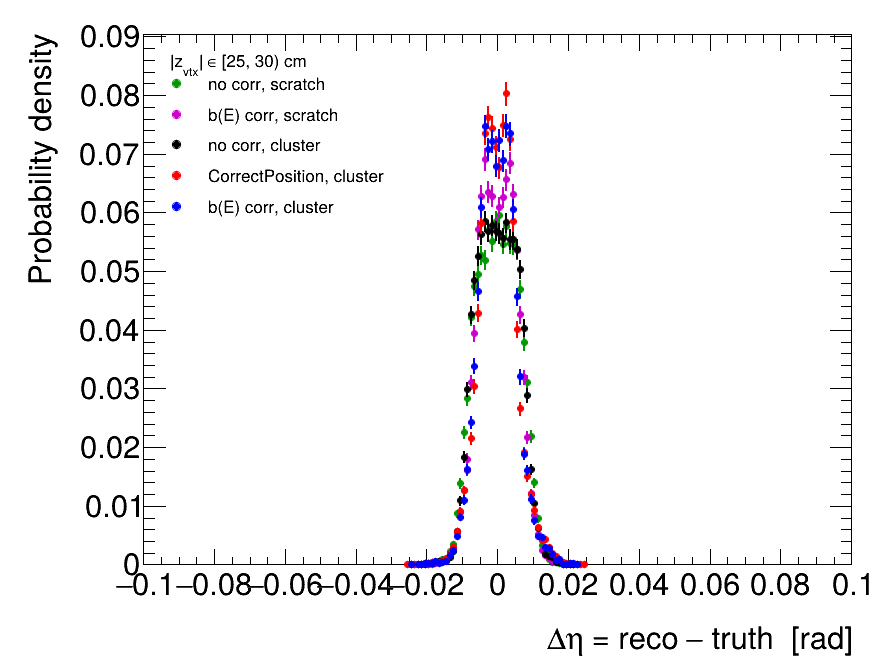 Probability density
0.09
0.08
0.07
0.06
0.05
0.04
0.03
0.02
0.01
0
|z_vtx| ∈ [25, 30) cm
no corr, scratch
b(E) corr, scratch
no corr, cluster
CorrectPosition, cluster
b(E) corr, cluster
−0.1 −0.08 −0.06 −0.04 −0.02 0 0.02 0.04 0.06 0.08 0.1
Δη = reco − truth [rad]